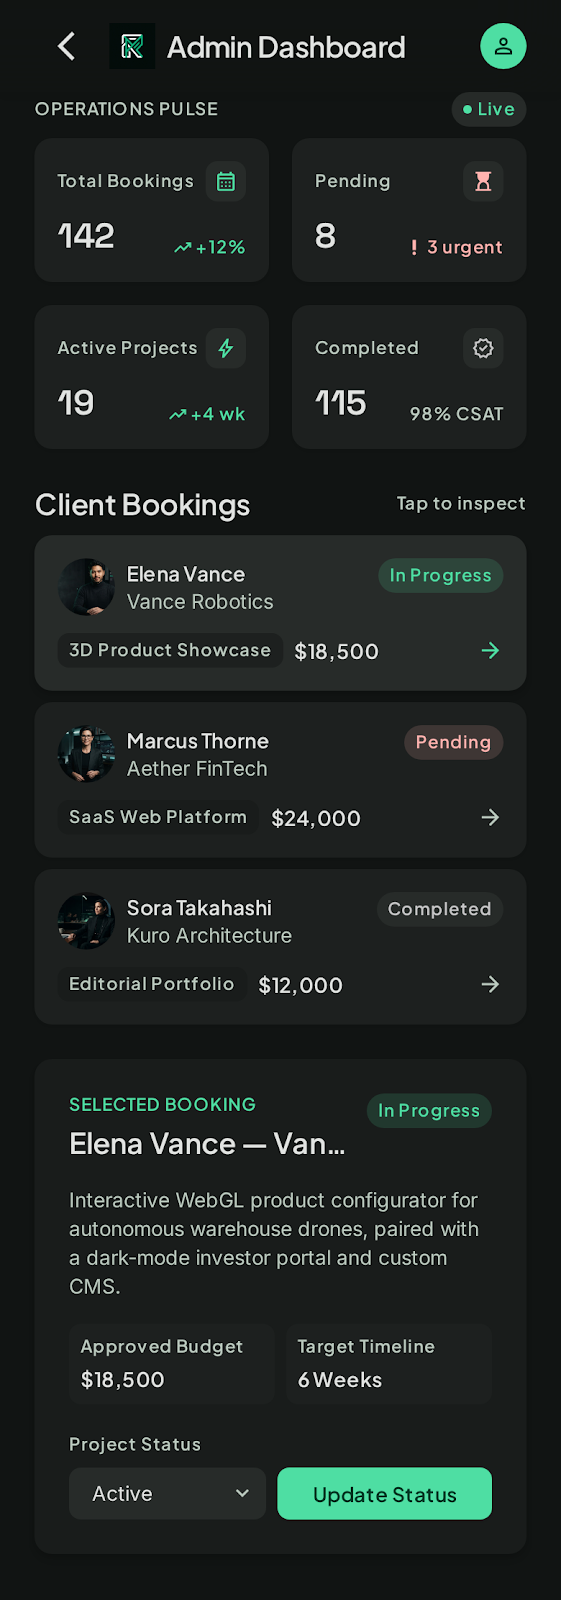 Admin Dashboard
OPERATIONS PULSE
Live
Total Bookings
142
+12%
Pending
8
! 3 urgent
Active Projects
19
+4 wk
Completed
115
98% CSAT
Client Bookings
Tap to inspect
Elena Vance
In Progress
Vance Robotics
3D Product Showcase
$18,500
Marcus Thorne
Pending
Aether FinTech
SaaS Web Platform
$24,000
Sora Takahashi
Completed
Kuro Architecture
Editorial Portfolio
$12,000
SELECTED BOOKING
In Progress
Elena Vance — Van...
Interactive WebGL product configurator for
autonomous warehouse drones, paired with
a dark-mode investor portal and custom
CMS.
Approved Budget
$18,500
Target Timeline
6 Weeks
Project Status
Active
Update Status